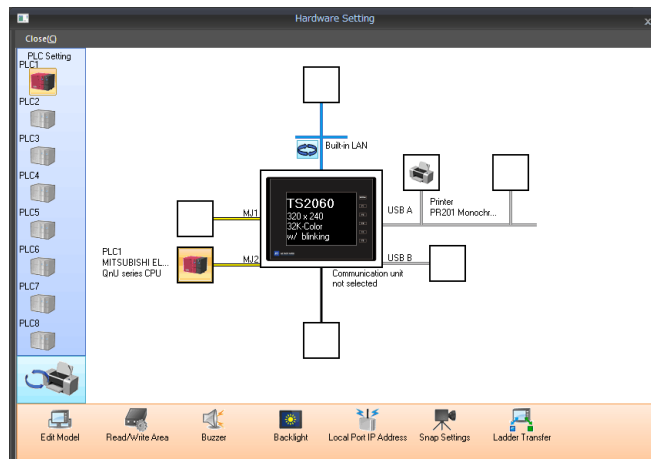 Hardware Setting
x
Close(C)
PLC Setting
PLC1
PLC2
PLC3
PLC4
PLC5
PLC6
PLC7
PLC8
Built-in LAN
TS2060
320 x 240
32K-Color
w/ blinking
MJ1
MJ2
USB A
USB B
Printer
PR201 Monochr...
PLC1
MITSUBISHI EL...
QnU series CPU
Communication unit
not selected
Edit Model
Read/Write Area
Buzzer
Backlight
Local Port IP Address
Snap Settings
Ladder Transfer